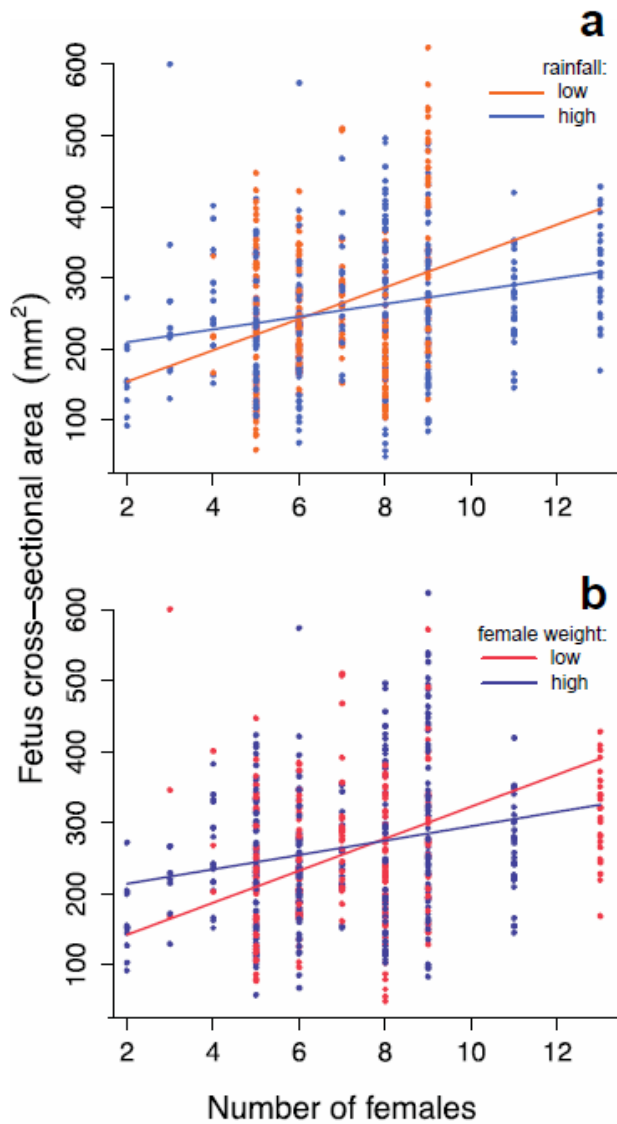 a
rainfall:
low
high
600
500
400
300
200
100
2 4 6 8 10 12
Fetus cross-sectional area (mm²)
b
female weight:
low
high
600
500
400
300
200
100
2 4 6 8 10 12
Number of females